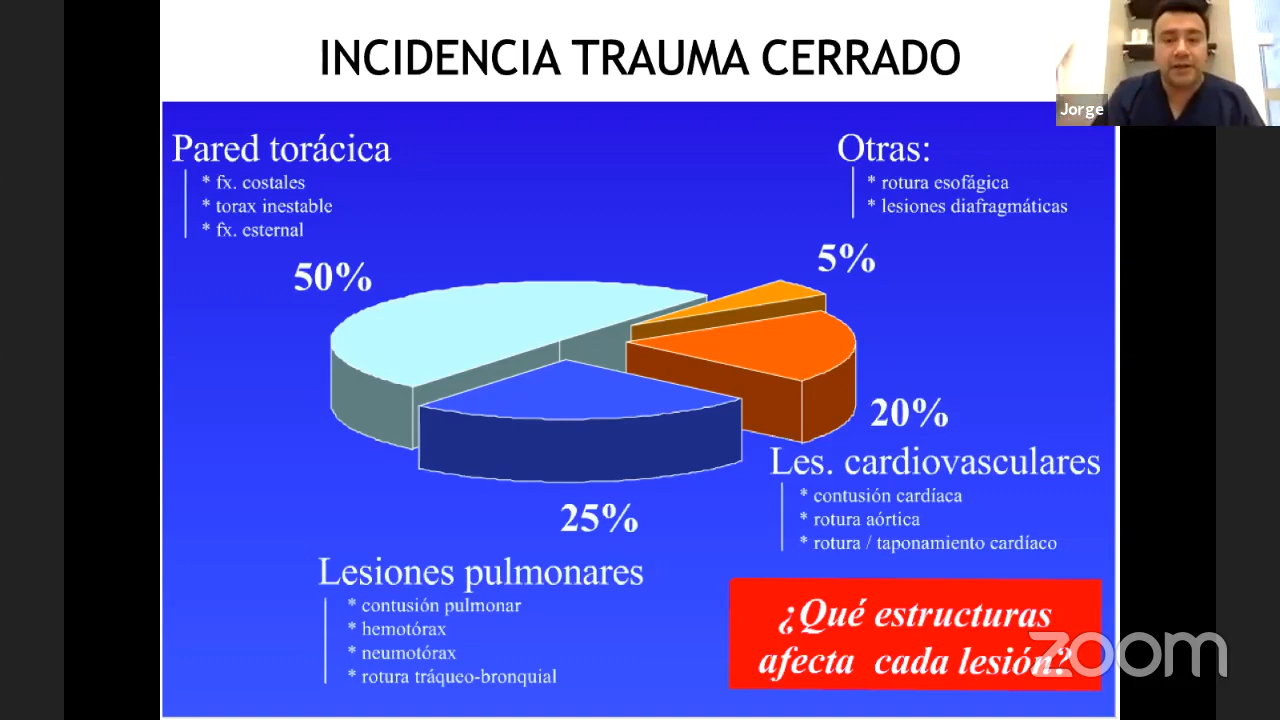 INCIDENCIA TRAUMA CERRADO
Jorge
Pared torácica
* fx. costales
* torax inestable
* fx. esternal
50%
Otras:
* rotura esofágica
* lesiones diafragmáticas
5%
20%
Les. cardiovasculares
* contusión cardíaca
* rotura aórtica
* rotura / taponamiento cardíaco
25%
Lesiones pulmonares
* contusión pulmonar
* hemotórax
* neumotórax
* rotura tráqueo-bronquial
¿Qué estructuras
afecta cada lesión?
zoom